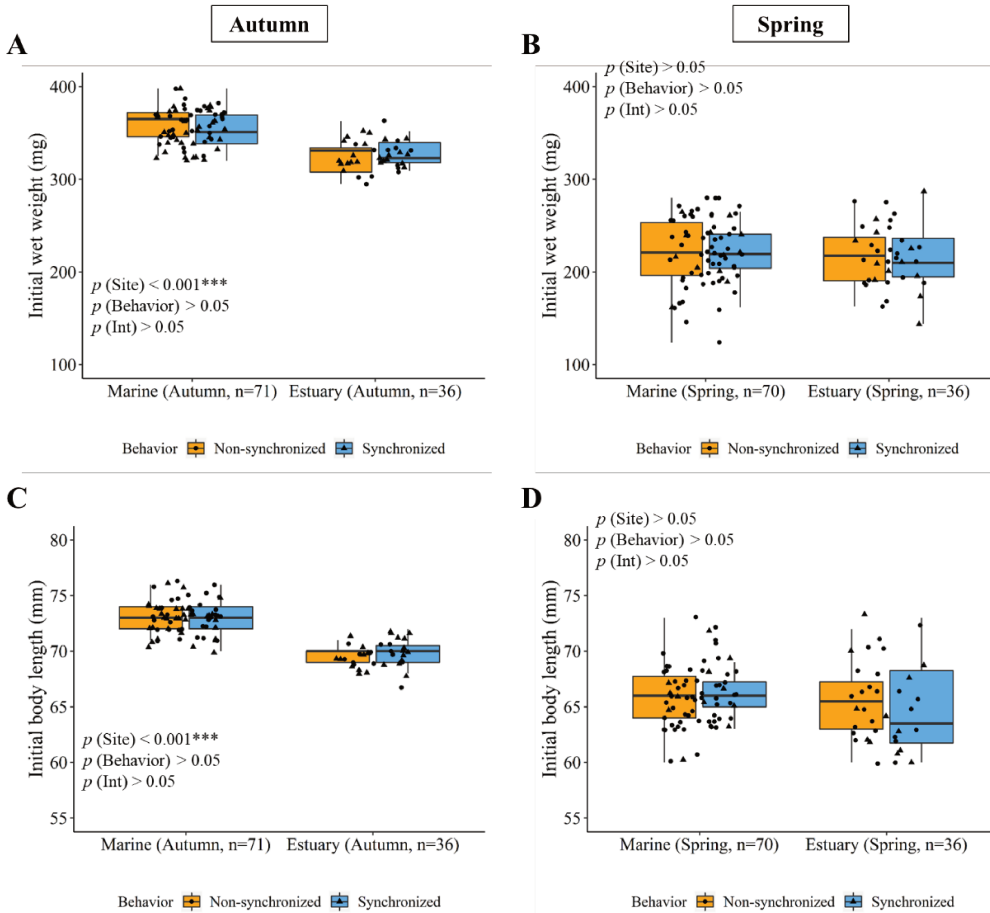 Autumn
Spring
A
400
300
200
100
Initial wet weight (mg)
p (Site) < 0.001***
p (Behavior) > 0.05
p (Int) > 0.05
Marine (Autumn, n=71)
Estuary (Autumn, n=36)
Behavior Non-synchronized Synchronized
B
p (Site) > 0.05
p (Behavior) > 0.05
p (Int) > 0.05
400
300
200
100
Initial wet weight (mg)
Marine (Spring, n=70)
Estuary (Spring, n=36)
Behavior Non-synchronized Synchronized
C
80
75
70
65
60
55
Initial body length (mm)
p (Site) < 0.001***
p (Behavior) > 0.05
p (Int) > 0.05
Marine (Autumn, n=71)
Estuary (Autumn, n=36)
Behavior Non-synchronized Synchronized
D
p (Site) > 0.05
p (Behavior) > 0.05
p (Int) > 0.05
80
75
70
65
60
55
Initial body length (mm)
Marine (Spring, n=70)
Estuary (Spring, n=36)
Behavior Non-synchronized Synchronized